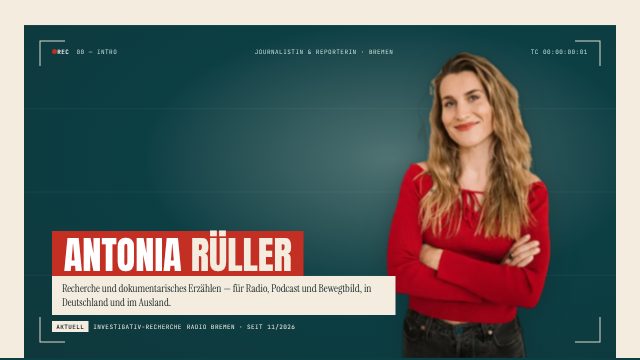 REC 00 — INTRO
JOURNALISTIN & REPORTERIN · BREMEN
TC 00:00:00:01
ANTONIA RÜLLER
Recherche und dokumentarisches Erzählen — für Radio, Podcast und Bewegtbild, in
Deutschland und im Ausland.
AKTUELL INVESTIGATIV-RECHERCHE RADIO BREMEN · SEIT 11/2026